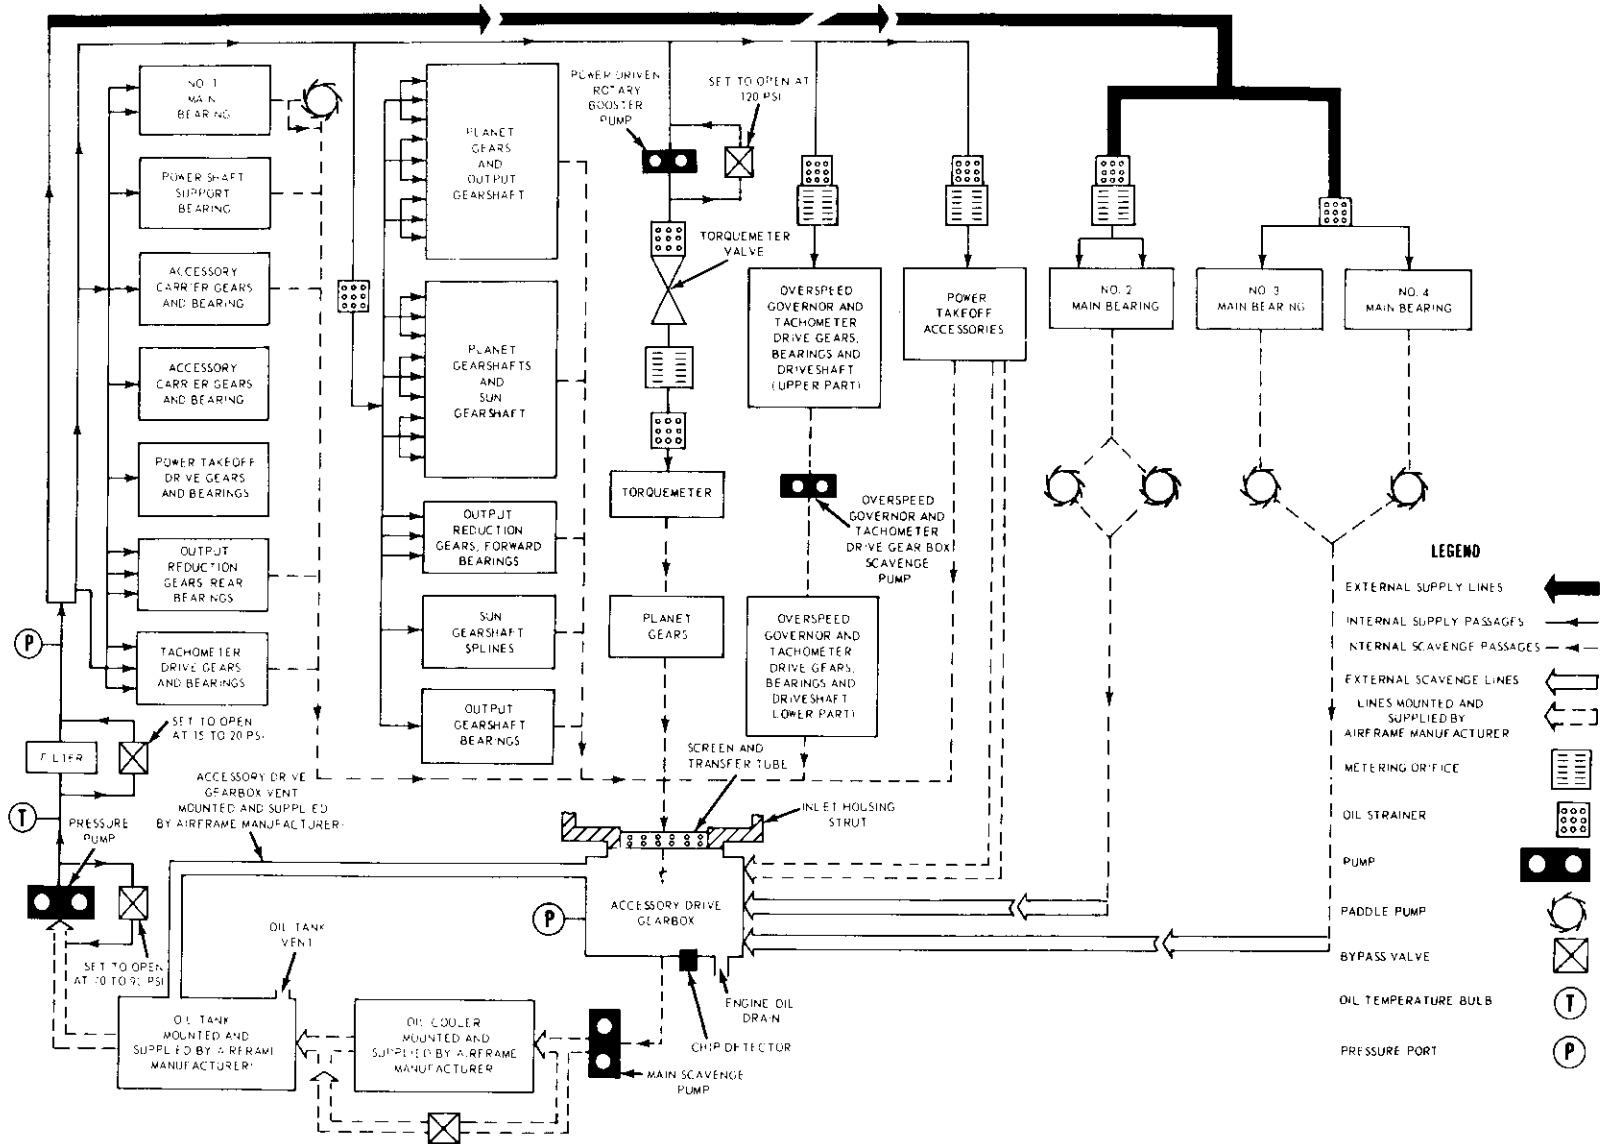 NO. 1
MAIN
BEARING
POWER SHAFT
SUPPORT
BEARING
ACCESSORY
CARRIER GEARS
AND BEARING
ACCESSORY
CARRIER GEARS
AND BEARING
POWER TAKEOFF
DRIVE GEARS
AND BEARINGS
OUTPUT
REDUCTION
GEARS, REAR
BEARINGS
TACHOMETER
DRIVE GEARS
AND BEARINGS
PLANET
GEARS
AND
OUTPUT
GEARSHAFT
PLANET
GEARSHAFTS
AND
SUN
GEARSHAFT
OUTPUT
REDUCTION
GEARS, FORWARD
BEARINGS
SUN
GEARSHAFT
SPLINES
OUTPUT
GEARSHAFT
BEARINGS
POWER DRIVEN
ROTARY
BOOSTER
PUMP
SET TO OPEN AT
120 PSI
TORQUEMETER
VALVE
TORQUEMETER
PLANET
GEARS
OVERSPEED
GOVERNOR AND
TACHOMETER
DRIVE GEARS,
BEARINGS AND
DRIVESHAFT
(UPPER PART)
OVERSPEED
GOVERNOR AND
TACHOMETER
DRIVE GEAR BOX
SCAVENGE
PUMP
OVERSPEED
GOVERNOR AND
TACHOMETER
DRIVE GEARS,
BEARINGS AND
DRIVESHAFT
LOWER PART)
POWER
TAKEOFF
ACCESSORIES
NO. 2
MAIN BEARING
NO. 3
MAIN BEARING
NO. 4
MAIN BEARING
P
SET TO OPEN
AT 15 TO 20 PSI
FILTER
T
PRESSURE
PUMP
ACCESSORY DRIVE
GEARBOX VENT
MOUNTED AND SUPPLIED
BY AIRFRAME MANUFACTURER
SET TO OPEN
AT PSI
OIL TANK
VENT
OIL TANK
MOUNTED AND
SUPPLIED BY AIRFRAME
MANUFACTURER
OIL COOLER
MOUNTED AND
SUPPLIED BY AIRFRAME
MANUFACTURER
SCREEN AND
TRANSFER TUBE
INLET HOUSING
STRUT
P
ACCESSORY DRIVE
GEARBOX
ENGINE OIL
DRAIN
CHIP DETECTOR
MAIN SCAVENGE
PUMP
LEGEND
EXTERNAL SUPPLY LINES
INTERNAL SUPPLY PASSAGES
INTERNAL SCAVENGE PASSAGES
EXTERNAL SCAVENGE LINES
LINES MOUNTED AND
SUPPLIED BY
AIRFRAME MANUFACTURER
METERING ORIFICE
OIL STRAINER
PUMP
PADDLE PUMP
BYPASS VALVE
OIL TEMPERATURE BULB
T
PRESSURE PORT
P